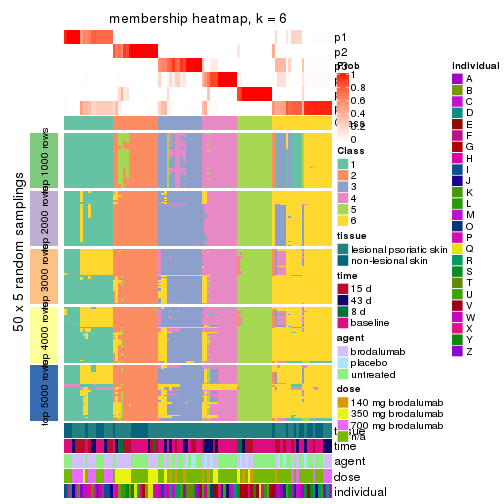 membership heatmap, k = 6
p1
p2
Prob
1
0.8
0.6
0.4
0.2
0
Class
1
2
3
4
5
6
tissue
lesional psoriatic skin
non-lesional skin
time
15 d
43 d
8 d
baseline
agent
brodalumab
placebo
untreated
dose
140 mg brodalumab
350 mg brodalumab
700 mg brodalumab
n/a
individual
A
B
C
D
E
F
G
H
I
J
K
L
M
O
P
Q
R
S
T
U
V
W
X
Y
Z
50 x 5 random samplings
top 1000 rows
top 2000 rows
top 3000 rows
top 4000 rows
top 5000 rows
tissue
time
agent
dose
individual